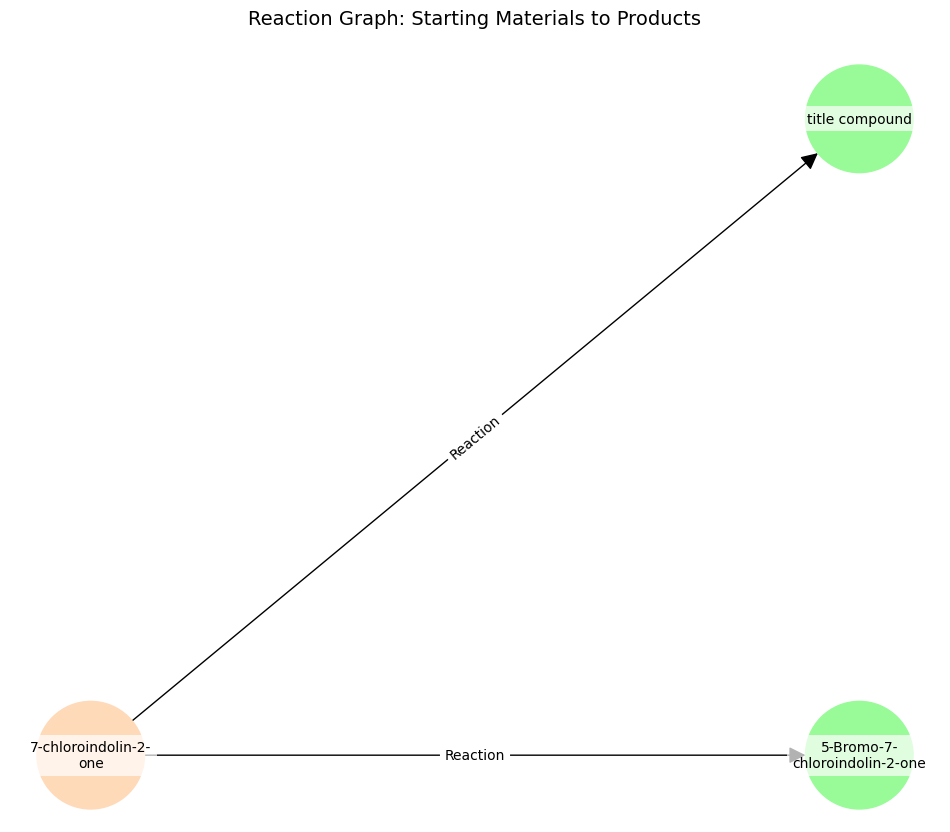 Reaction Graph: Starting Materials to Products
title compound
Reaction
7-chloroindolin-2-
one
Reaction
5-Bromo-7-
chloroindolin-2-one